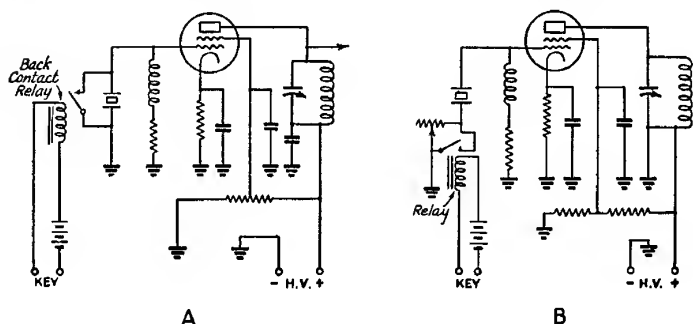 Back
Contact
Relay
KEY
- H.V. +
A
Relay
KEY
- H.V. +
B